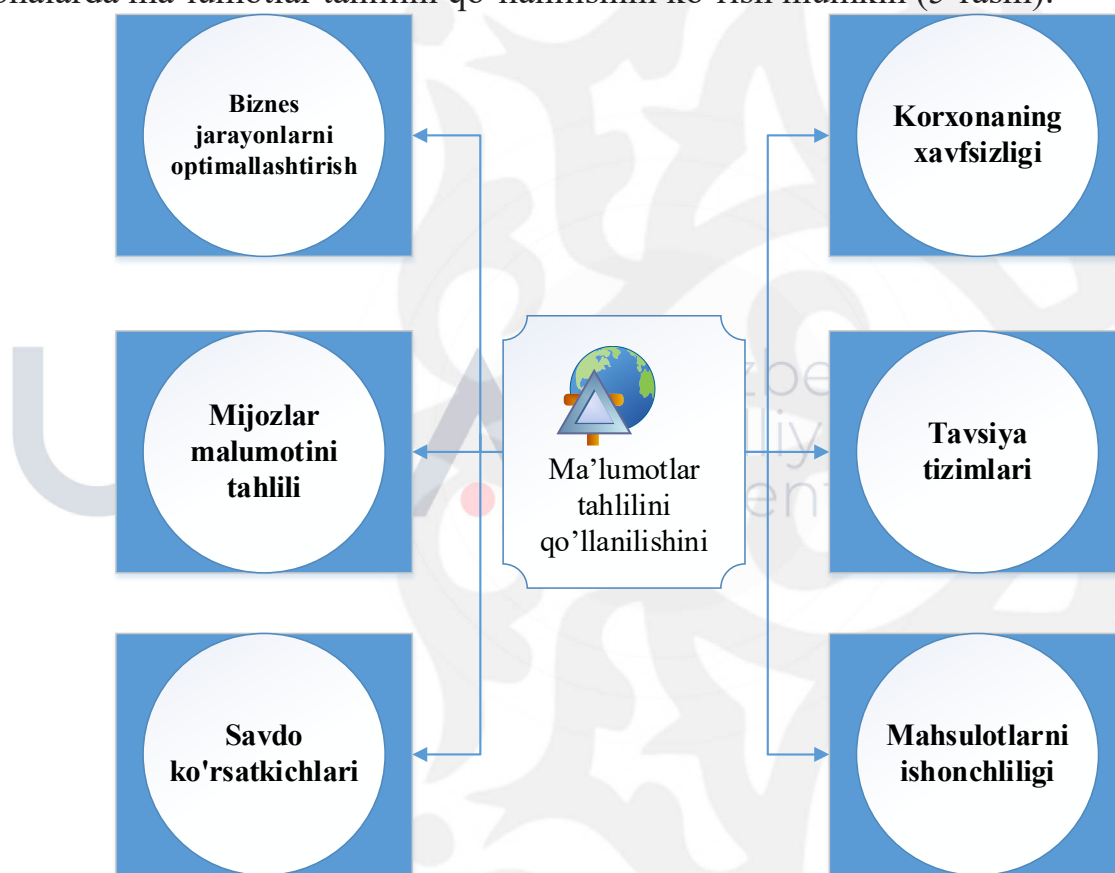 Biznes
jarayonlarni
optimallashtirish
Korxonaning
xavfsizligi
Mijozlar
malumotini
tahlili
Ma’lumotlar
tahlilini
qo’llanilishini
Tavsiya
tizimlari
Savdo
ko'rsatkichlari
Mahsulotlarni
ishonchliligi